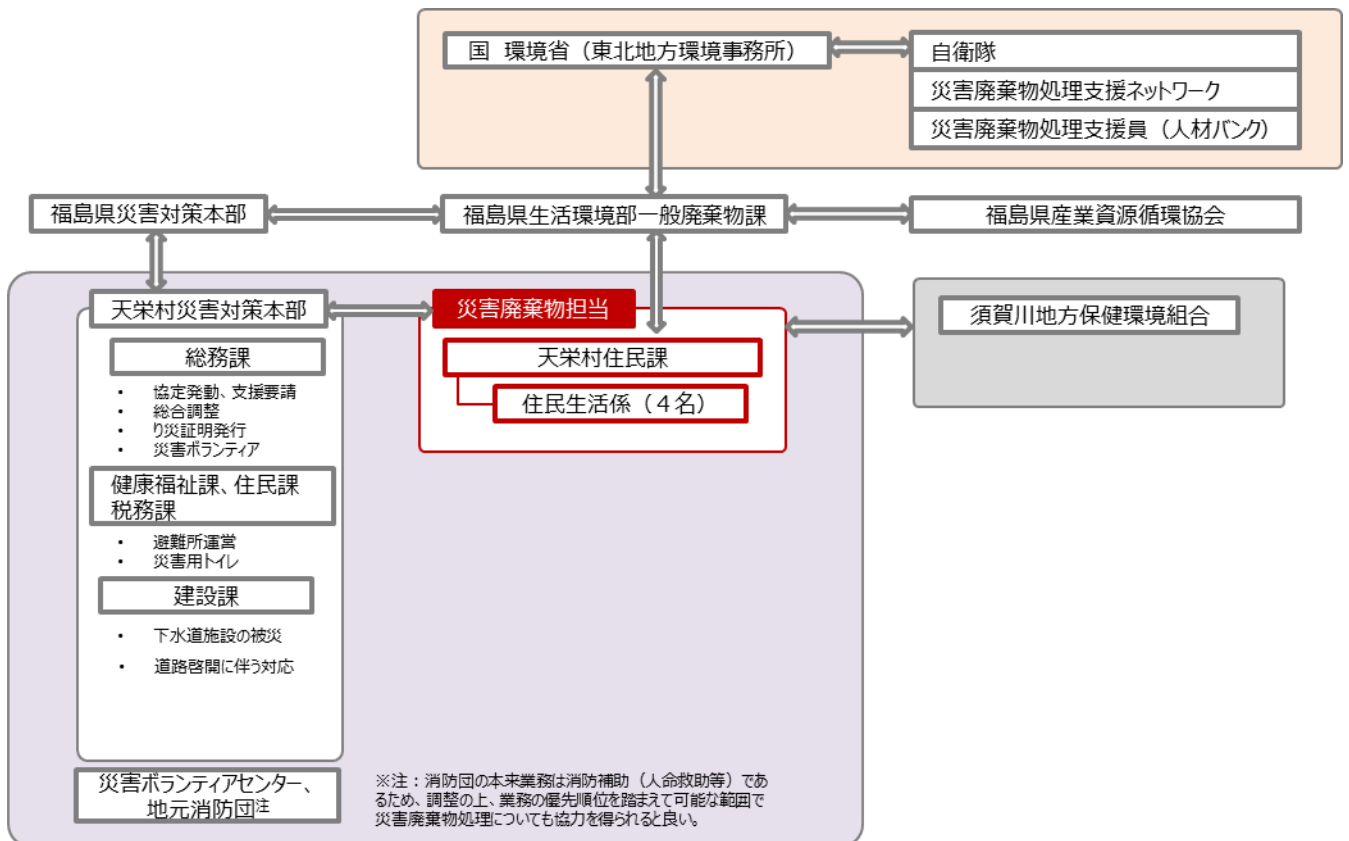 国 環境省（東北地方環境事務所）
自衛隊
災害廃棄物処理支援ネットワーク
災害廃棄物処理支援員（人材バンク）
福島県災害対策本部
福島県生活環境部一般廃棄物課
福島県産業資源循環協会
天栄村災害対策本部
総務課
• 協定発動、支援要請
• 総合調整
• り災証明発行
• 災害ボランティア
健康福祉課、住民課
税務課
• 避難所運営
• 災害用トイレ
建設課
• 下水道施設の被災
• 道路啓開に伴う対応
災害ボランティアセンター、
地元消防団注
災害廃棄物担当
天栄村住民課
住民生活係（４名）
須賀川地方保健環境組合
※注：消防団の本来業務は消防補助（人命救助等）であ
るため、調整の上、業務の優先順位を踏まえて可能な範囲で
災害廃棄物処理についても協力を得られると良い。